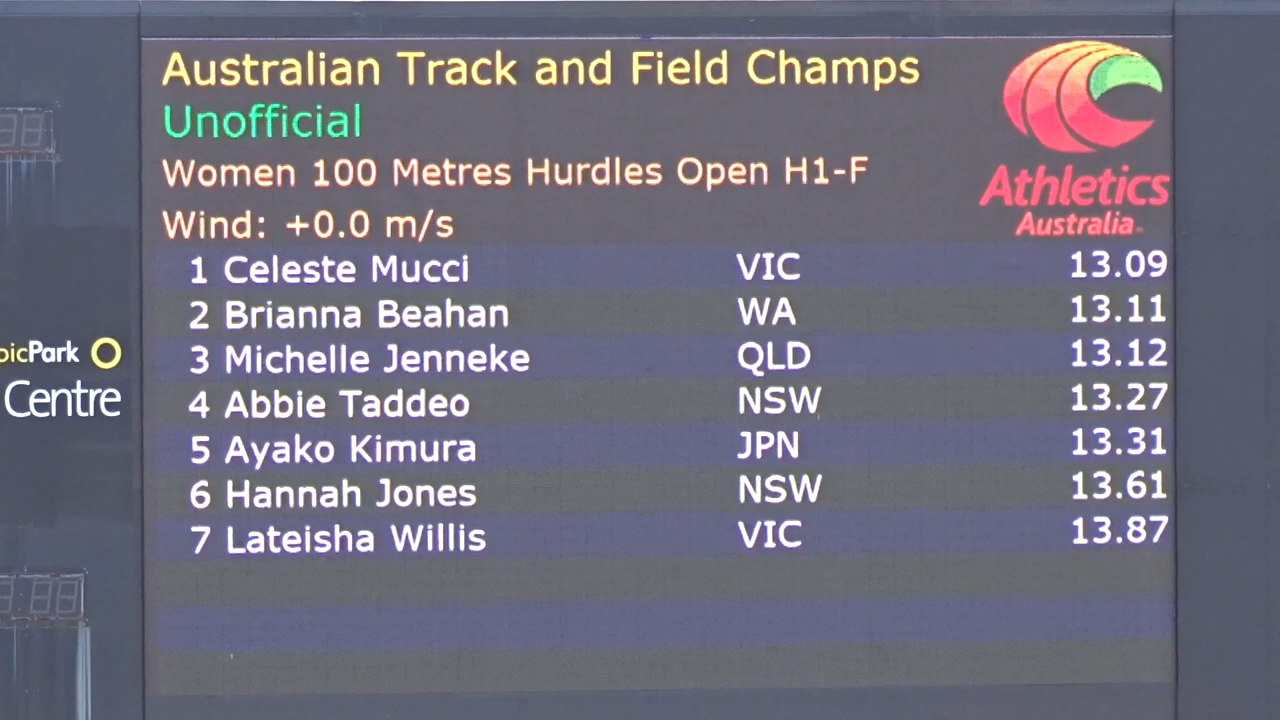 Australian Track and Field Champs
Unofficial
Women 100 Metres Hurdles Open H1-F
Wind: +0.0 m/s
Athletics
Australia
1 Celeste Mucci VIC 13.09
2 Brianna Beahan WA 13.11
3 Michelle Jenneke QLD 13.12
4 Abbie Taddeo NSW 13.27
5 Ayako Kimura JPN 13.31
6 Hannah Jones NSW 13.61
7 Lateisha Willis VIC 13.87
Park
Centre